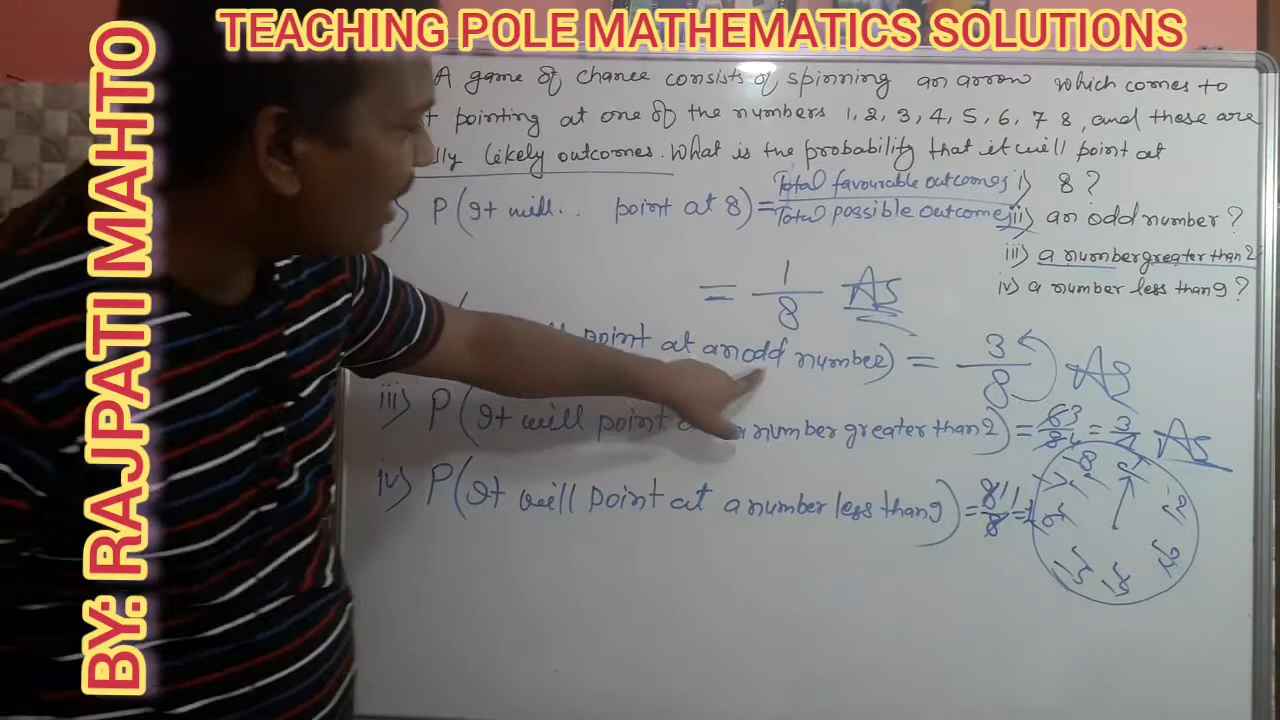 TEACHING POLE MATHEMATICS SOLUTIONS
BY: RAJPATI MAHTO
A game of chance consists of spinning an arrow which comes to
pointing at one of the numbers 1, 2, 3, 4, 5, 6, 7 8, and these are
likely outcomes. What is the probability that it will point at
i) 8 ?
ii) an odd number ?
iii) a number greater than 2
iv) a number less than 9 ?
P (It will.. point at 8) = Total favourable outcomes / Total possible outcomes
= 1/8 As
point at an odd number) = 3/8 As
iii) P (It will point a number greater than 2) = 63/84 = 3/4 As
iv) P (It will point at a number less than 9) = 81/8 = 1